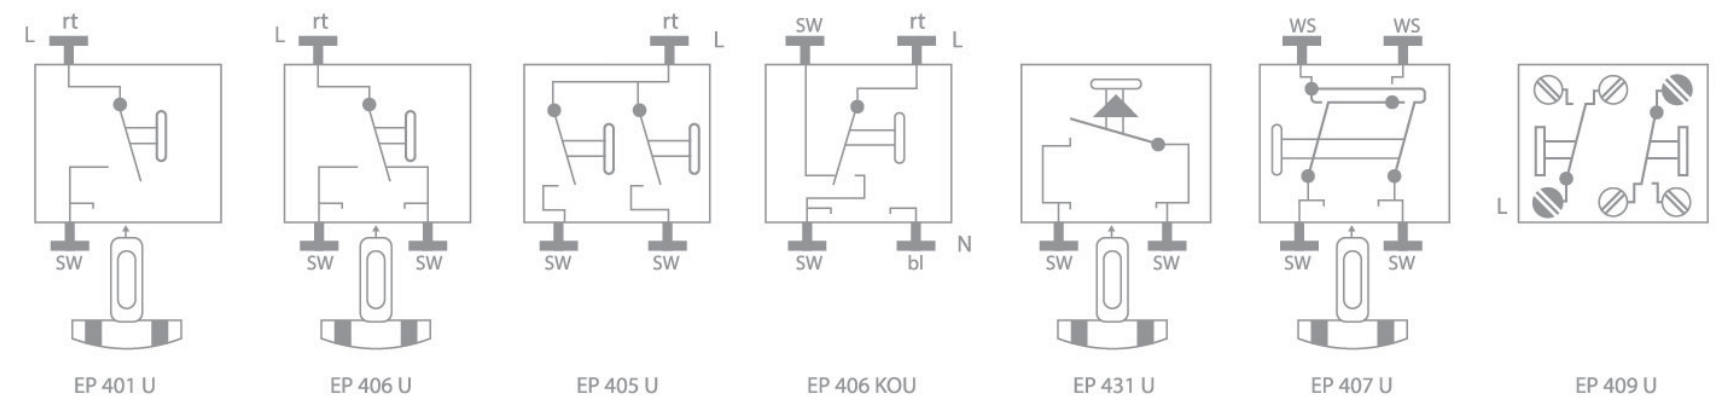 rt rt rt SW rt WS WS
L L L L
L
N
SW SW SW SW SW SW bl SW SW SW SW
EP 401 U EP 406 U EP 405 U EP 406 KOU EP 431 U EP 407 U EP 409 U